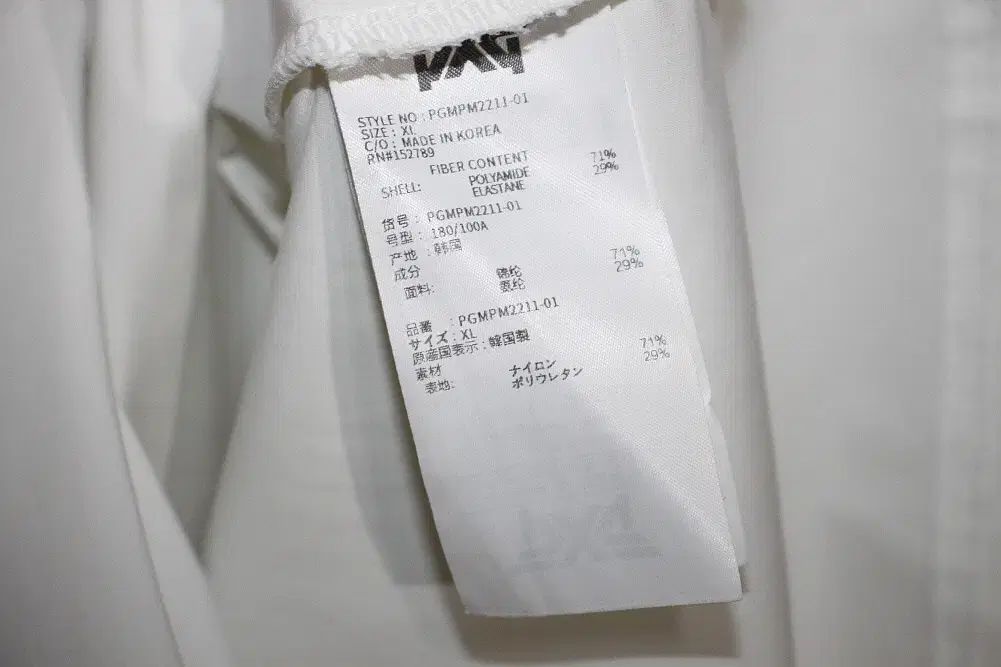 PXG
STYLE NO : PGMPM2211-01
SIZE : XL
C/O : MADE IN KOREA
RN#152789
FIBER CONTENT
SHELL: POLYAMIDE 71%
ELASTANE 29%
货号 : PGMPM2211-01
号型 : 180/100A
产地 : 韩国
成分
面料: 锦纶 71%
氨纶 29%
品番 : PGMPM2211-01
サイズ : XL
原産国表示 : 韓国製
素材
表地: ナイロン 71%
ポリウレタン 29%